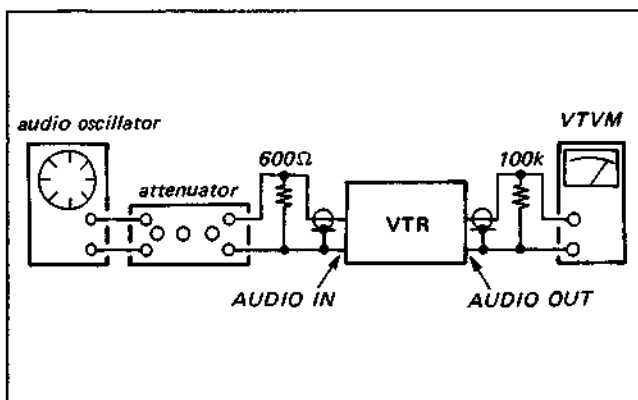 audio oscillator
attenuator
600Ω
VTR
100k
VTVM
AUDIO IN
AUDIO OUT